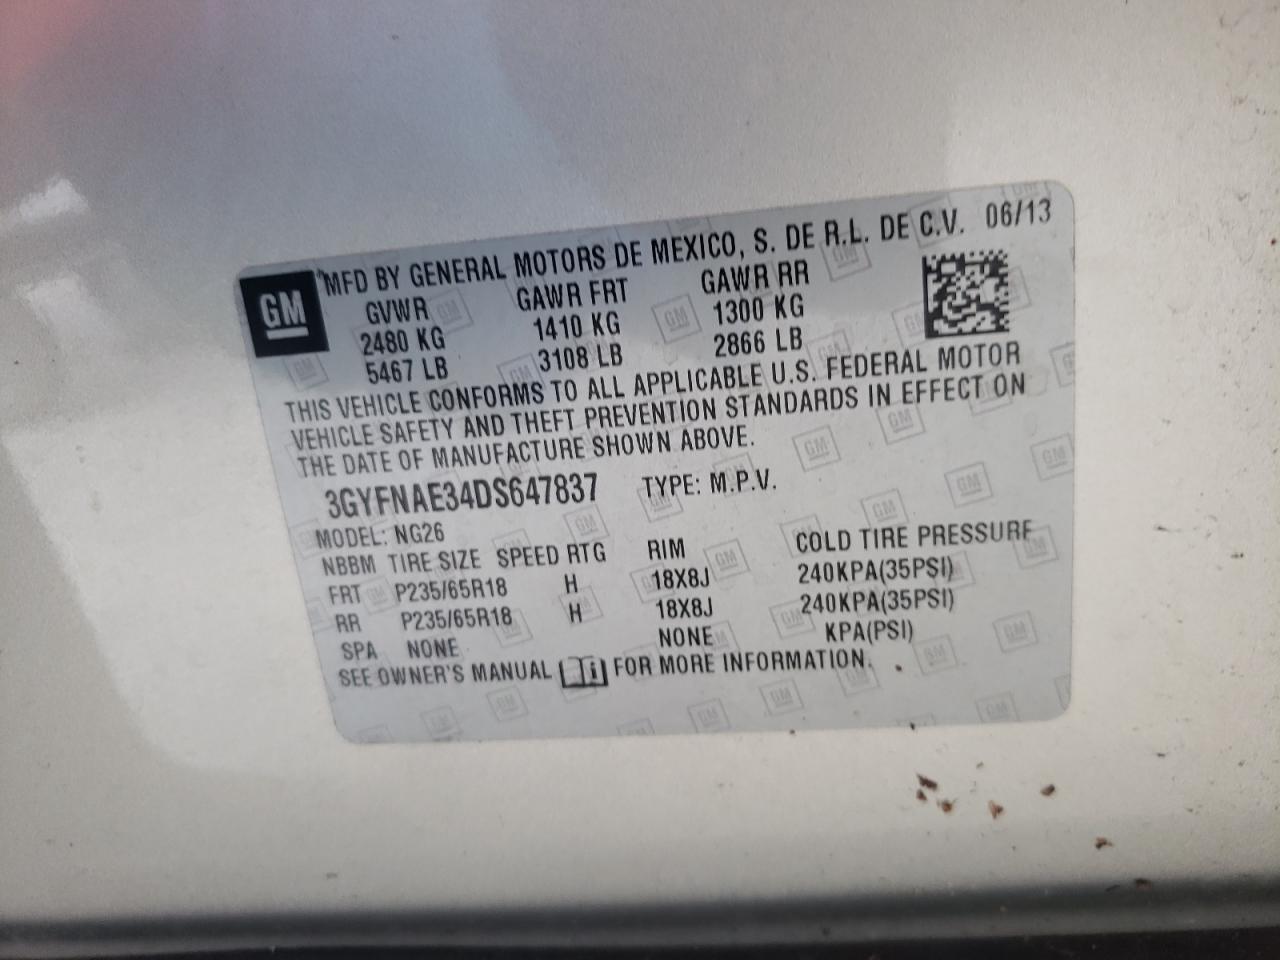 GM
MFD BY GENERAL MOTORS DE MEXICO, S. DE R.L. DE C.V. 06/13
GVWR GAWR FRT GAWR RR
2480 KG 1410 KG 1300 KG
5467 LB 3108 LB 2866 LB
THIS VEHICLE CONFORMS TO ALL APPLICABLE U.S. FEDERAL MOTOR
VEHICLE SAFETY AND THEFT PREVENTION STANDARDS IN EFFECT ON
THE DATE OF MANUFACTURE SHOWN ABOVE.
3GYFNAE34DS647837 TYPE: M.P.V.
MODEL: NG26
NBBM TIRE SIZE SPEED RTG RIM COLD TIRE PRESSURE
FRT P235/65R18 H 18X8J 240KPA(35PSI)
RR P235/65R18 H 18X8J 240KPA(35PSI)
SPA NONE NONE KPA(PSI)
SEE OWNER'S MANUAL FOR MORE INFORMATION.